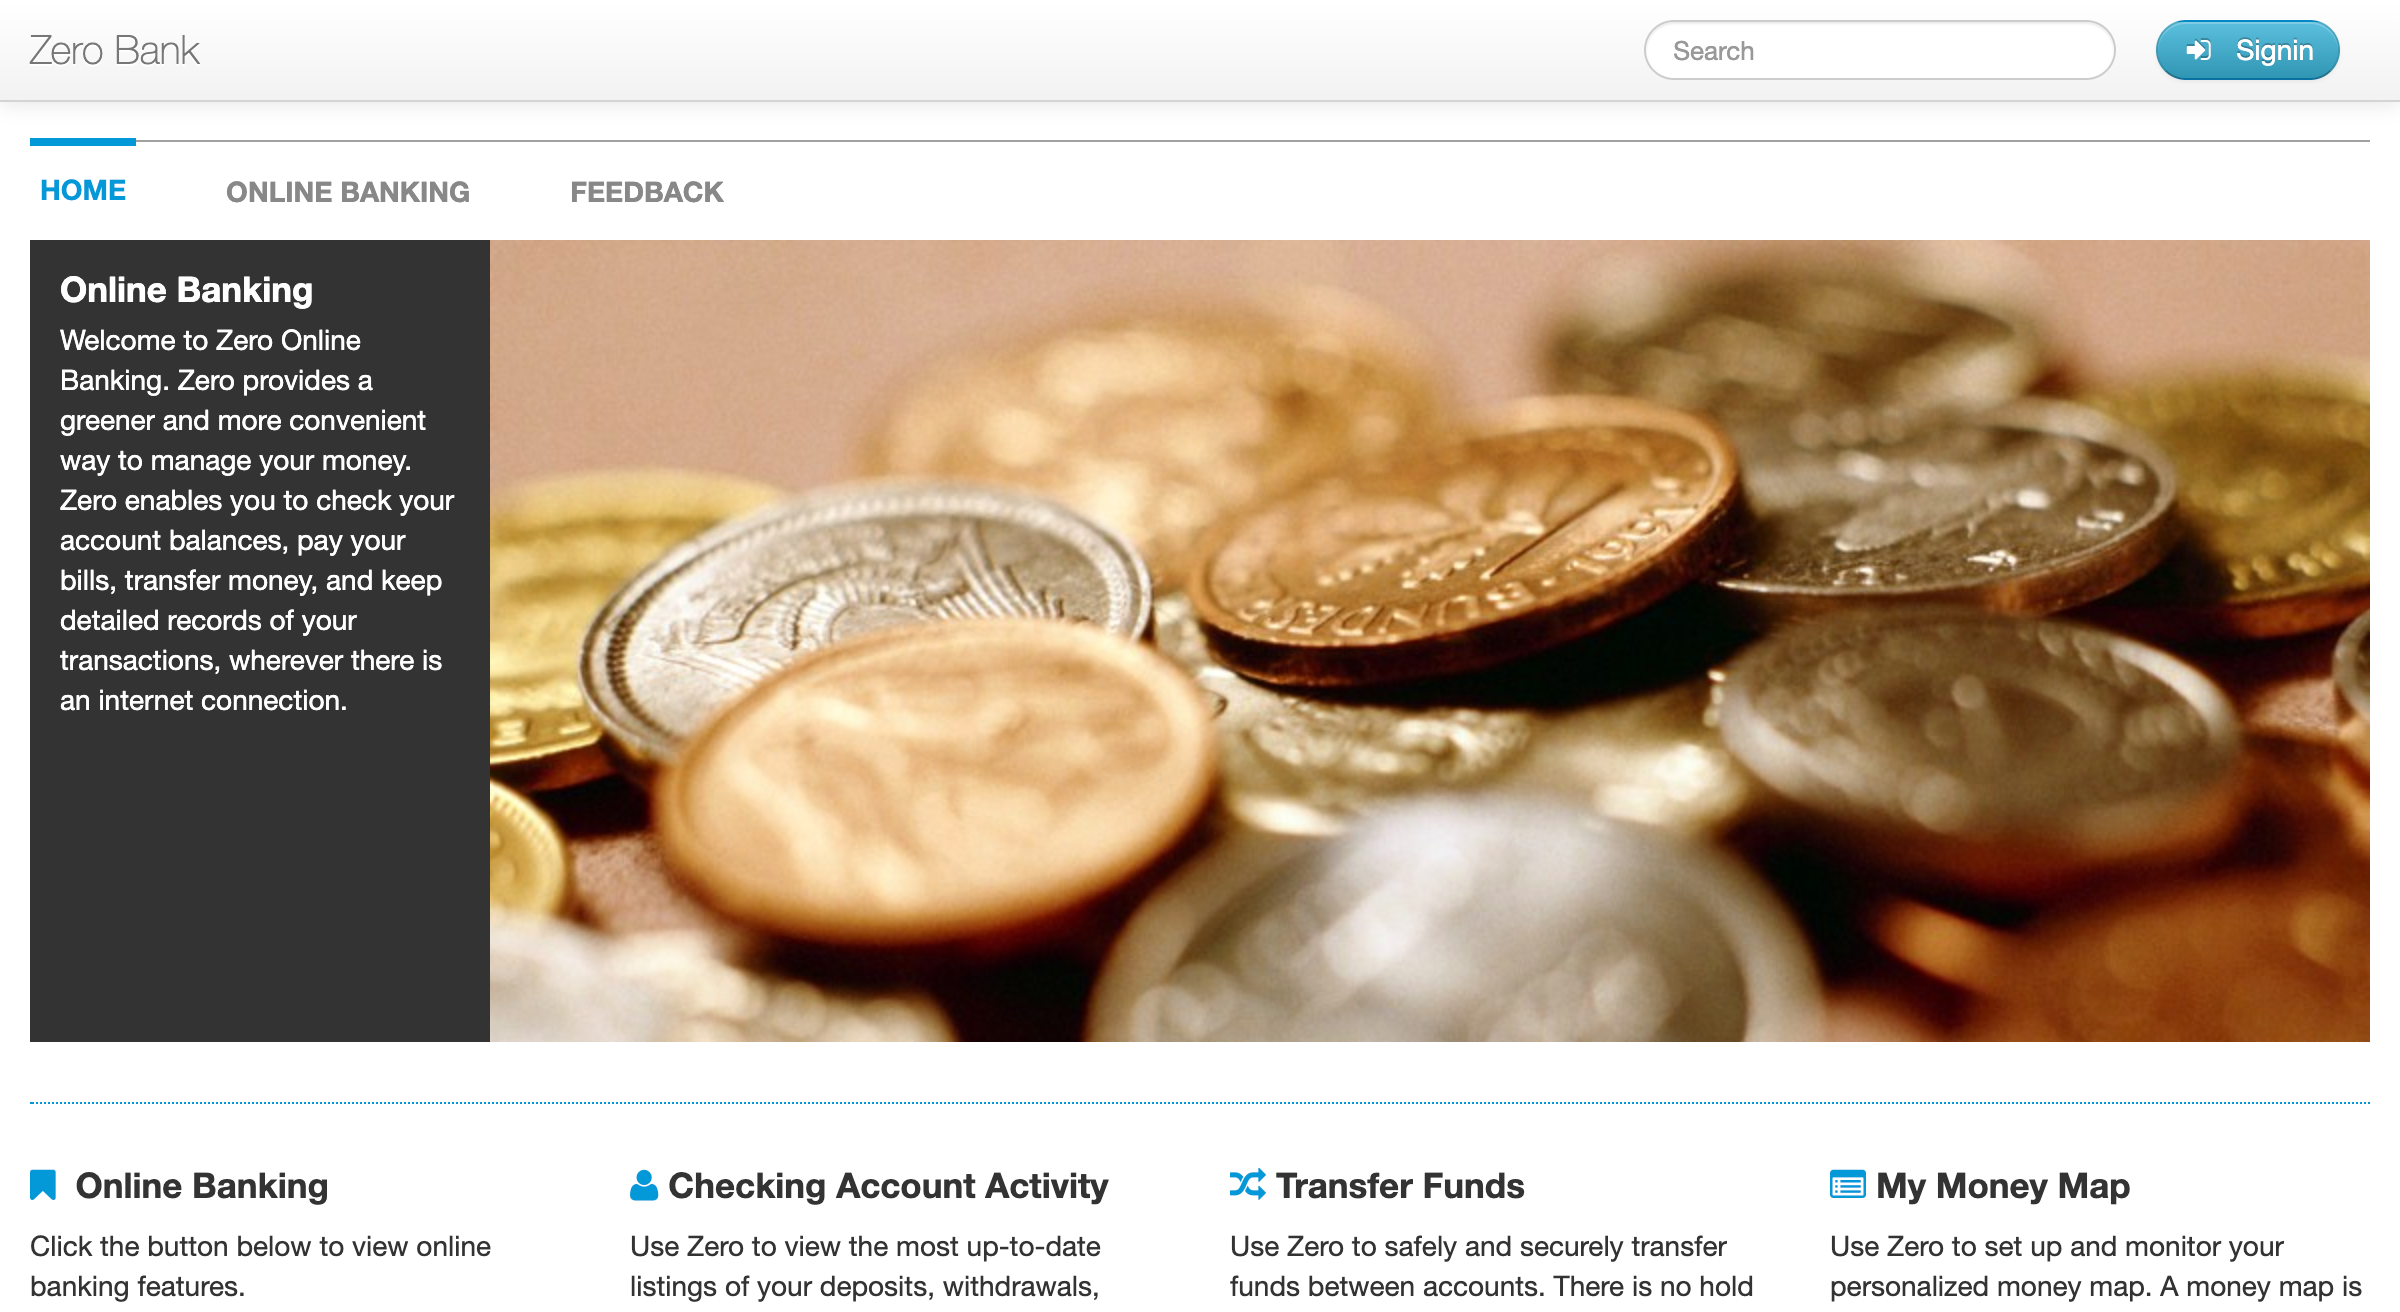 Zero Bank
Search
Signin
HOME
ONLINE BANKING
FEEDBACK
Online Banking
Welcome to Zero Online
Banking. Zero provides a
greener and more convenient
way to manage your money.
Zero enables you to check your
account balances, pay your
bills, transfer money, and keep
detailed records of your
transactions, wherever there is
an internet connection.
Online Banking
Click the button below to view online
banking features.
Checking Account Activity
Use Zero to view the most up-to-date
listings of your deposits, withdrawals,
Transfer Funds
Use Zero to safely and securely transfer
funds between accounts. There is no hold
My Money Map
Use Zero to set up and monitor your
personalized money map. A money map is